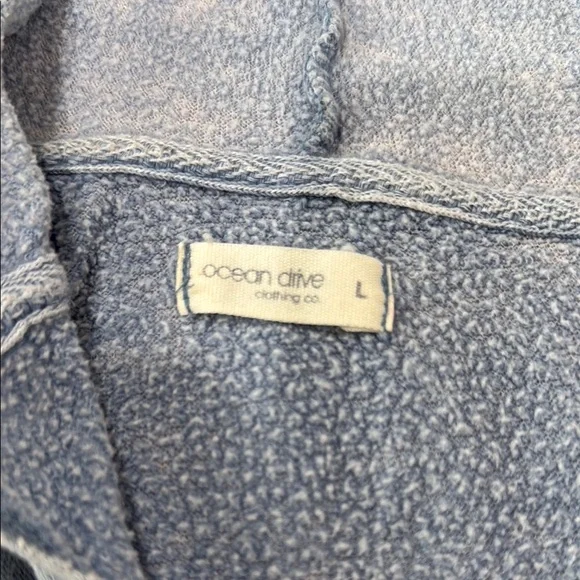 ocean drive
clothing co.
L